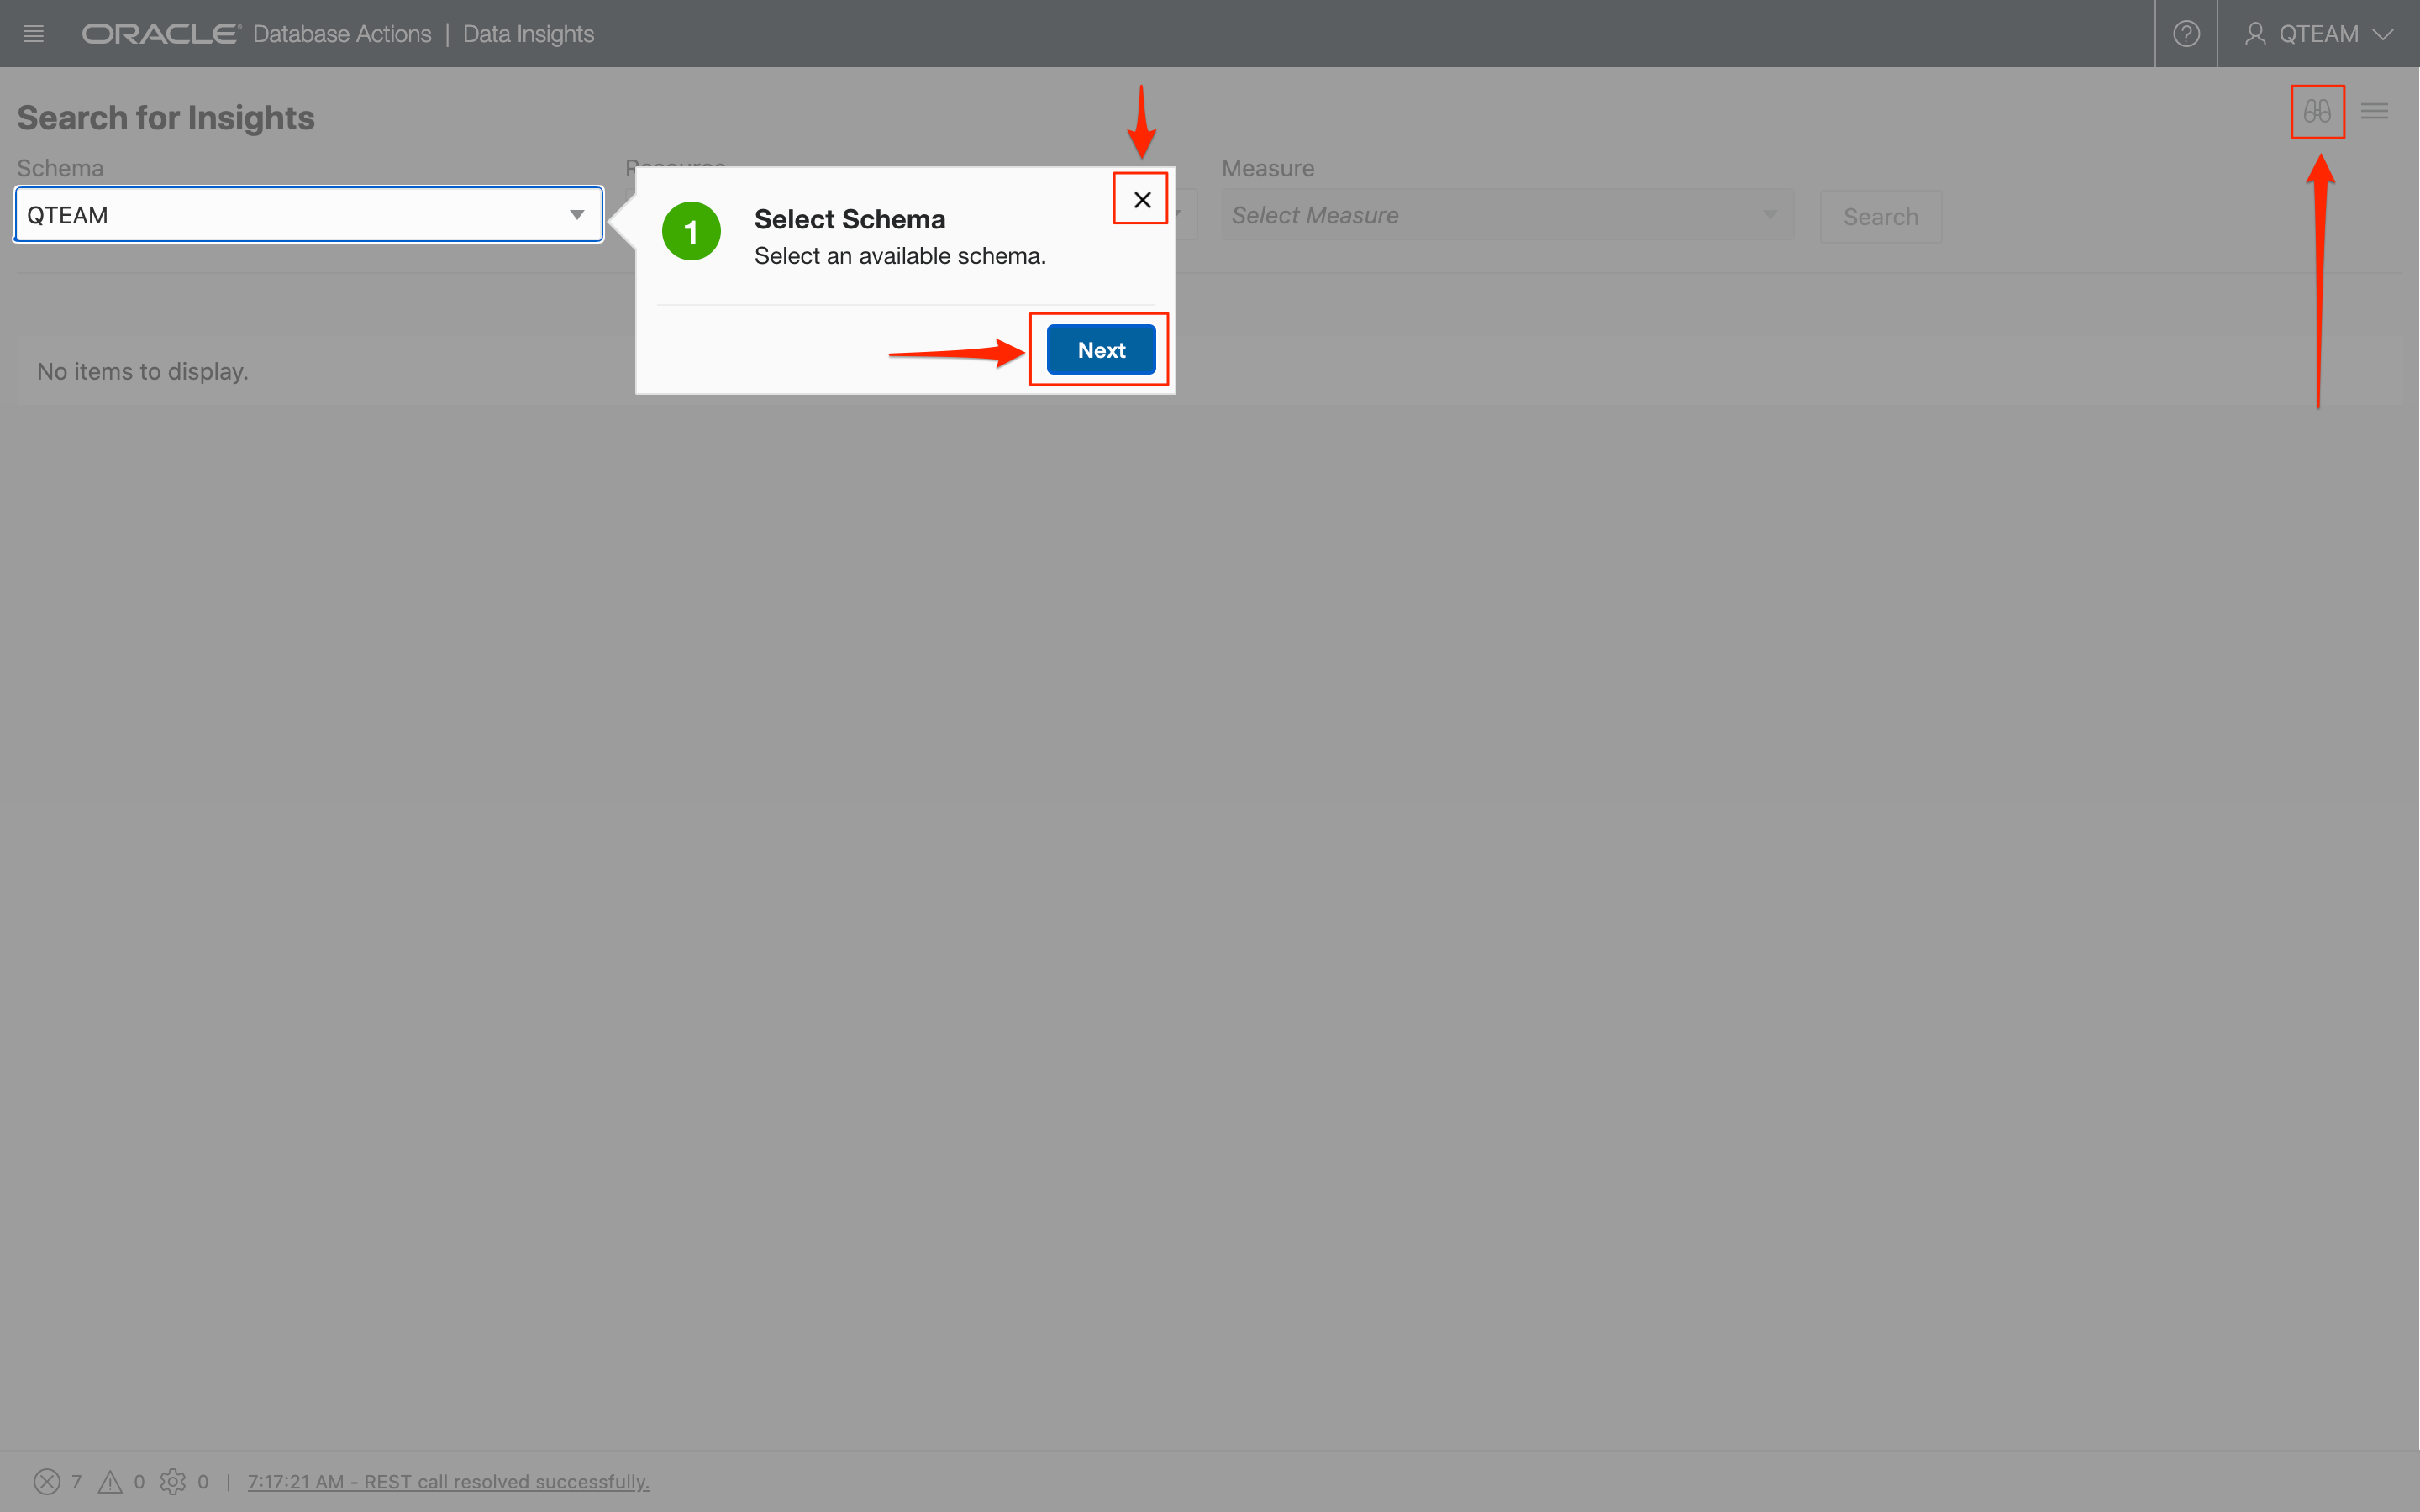 ORACLE® Database Actions | Data Insights
QTEAM
Search for Insights
Schema
Resource
Measure
QTEAM
Select Measure
Search
1
Select Schema
Select an available schema.
Next
No items to display.
7 0 0 | 7:17:21 AM - REST call resolved successfully.